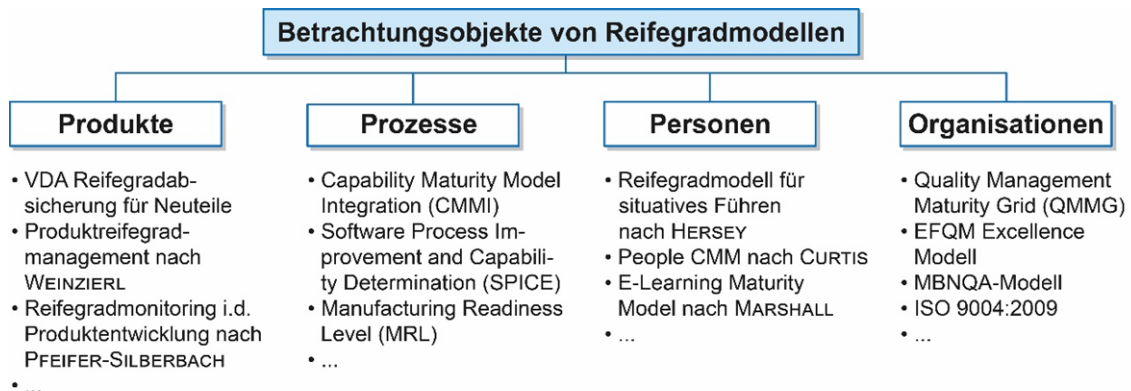 Betrachtungsobjekte von Reifegradmodellen
Produkte
• VDA Reifegradab-
sicherung für Neuteile
• Produktreifegrad-
management nach
WEINZIERL
• Reifegradmonitoring i.d.
Produktentwicklung nach
PFEIFER-SILBERBACH
• ...
Prozesse
• Capability Maturity Model
Integration (CMMI)
• Software Process Im-
provement and Capabili-
ty Determination (SPICE)
• Manufacturing Readiness
Level (MRL)
• ...
Personen
• Reifegradmodell für
situatives Führen
nach HERSEY
• People CMM nach CURTIS
• E-Learning Maturity
Model nach MARSHALL
• ...
Organisationen
• Quality Management
Maturity Grid (QMMG)
• EFQM Excellence
Modell
• MBNQA-Modell
• ISO 9004:2009
• ...